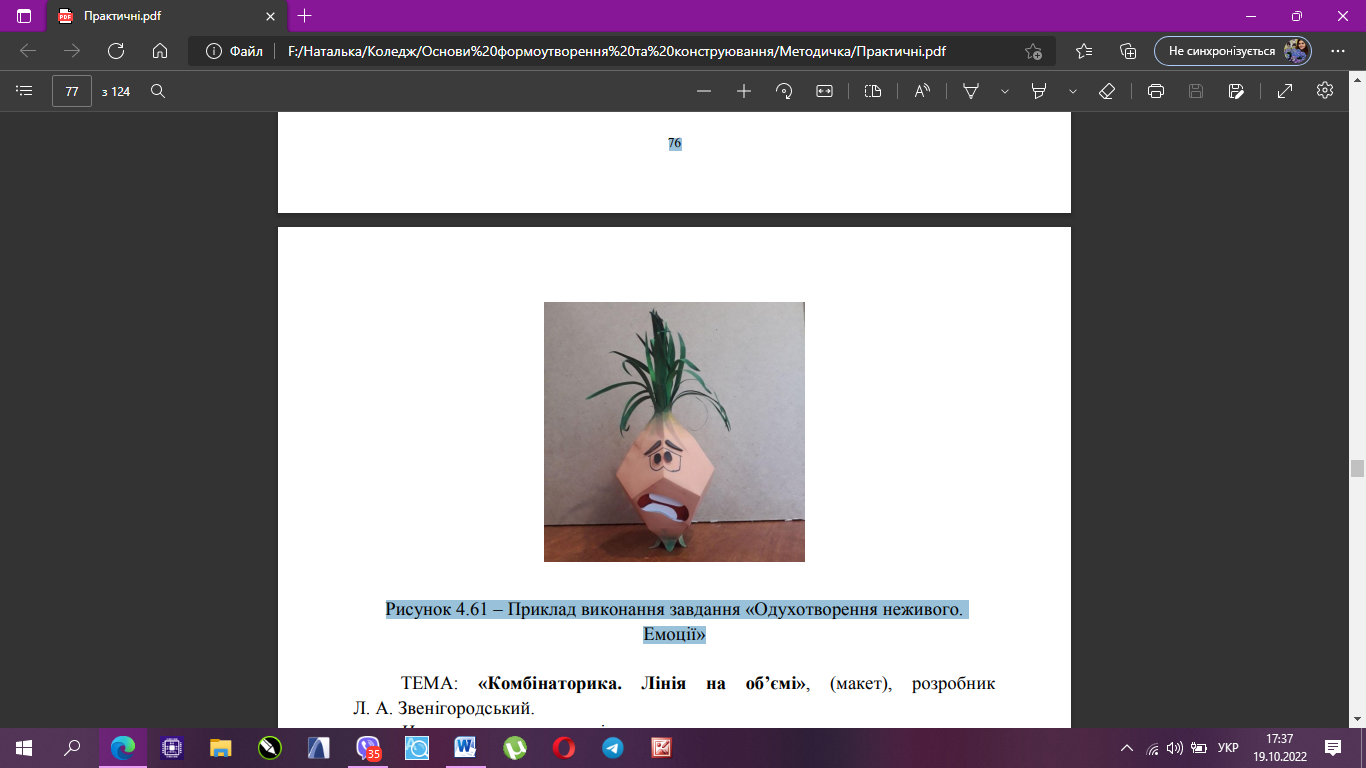 Практичні.pdf
Файл
F:/Наталька/Коледж/Основи%20формоутворення%20та%20конструювання/Методичка/Практичні.pdf
Не синхронізується
77
з 124
76
Рисунок 4.61 – Приклад виконання завдання «Одухотворення неживого.
Емоції»
ТЕМА: «Комбінаторика. Лінія на об’ємі», (макет), розробник
Л. А. Звенігородський.
35
УКР
17:37
19.10.2022